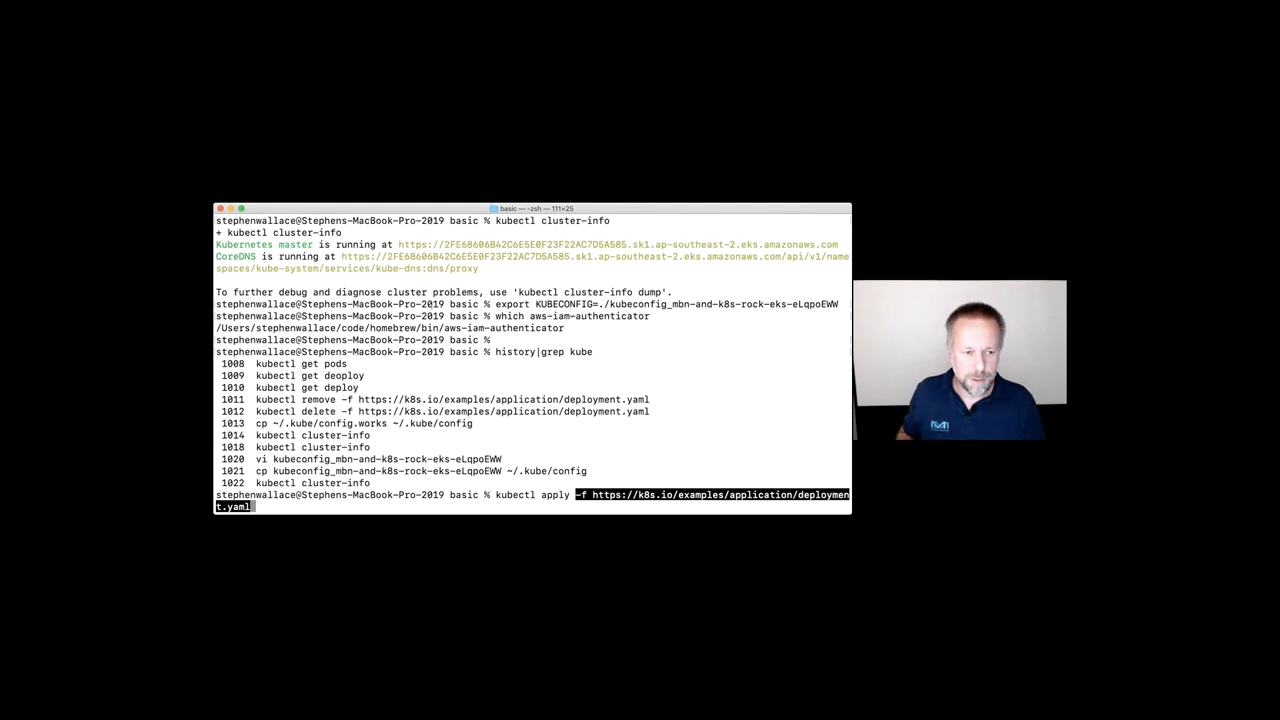 basic — -zsh — 111×25
stephenwallace@Stephens-MacBook-Pro-2019 basic % kubectl cluster-info
+ kubectl cluster-info
Kubernetes master is running at https://2FE68606B42C6E5E0F23F22AC7D5A585.sk1.ap-southeast-2.eks.amazonaws.com
CoreDNS is running at https://2FE68606B42C6E5E0F23F22AC7D5A585.sk1.ap-southeast-2.eks.amazonaws.com/api/v1/name
spaces/kube-system/services/kube-dns:dns/proxy
To further debug and diagnose cluster problems, use 'kubectl cluster-info dump'.
stephenwallace@Stephens-MacBook-Pro-2019 basic % export KUBECONFIG=./kubeconfig_mbn-and-k8s-rock-eks-eLqpoEWW
stephenwallace@Stephens-MacBook-Pro-2019 basic % which aws-iam-authenticator
/Users/stephenwallace/code/homebrew/bin/aws-iam-authenticator
stephenwallace@Stephens-MacBook-Pro-2019 basic %
stephenwallace@Stephens-MacBook-Pro-2019 basic % history|grep kube
1008 kubectl get pods
1009 kubectl get deoploy
1010 kubectl get deploy
1011 kubectl remove -f https://k8s.io/examples/application/deployment.yaml
1012 kubectl delete -f https://k8s.io/examples/application/deployment.yaml
1013 cp ~/.kube/config.works ~/.kube/config
1014 kubectl cluster-info
1018 kubectl cluster-info
1020 vi kubeconfig_mbn-and-k8s-rock-eks-eLqpoEWW
1021 cp kubeconfig_mbn-and-k8s-rock-eks-eLqpoEWW ~/.kube/config
1022 kubectl cluster-info
stephenwallace@Stephens-MacBook-Pro-2019 basic % kubectl apply -f https://k8s.io/examples/application/deploymen
t.yaml